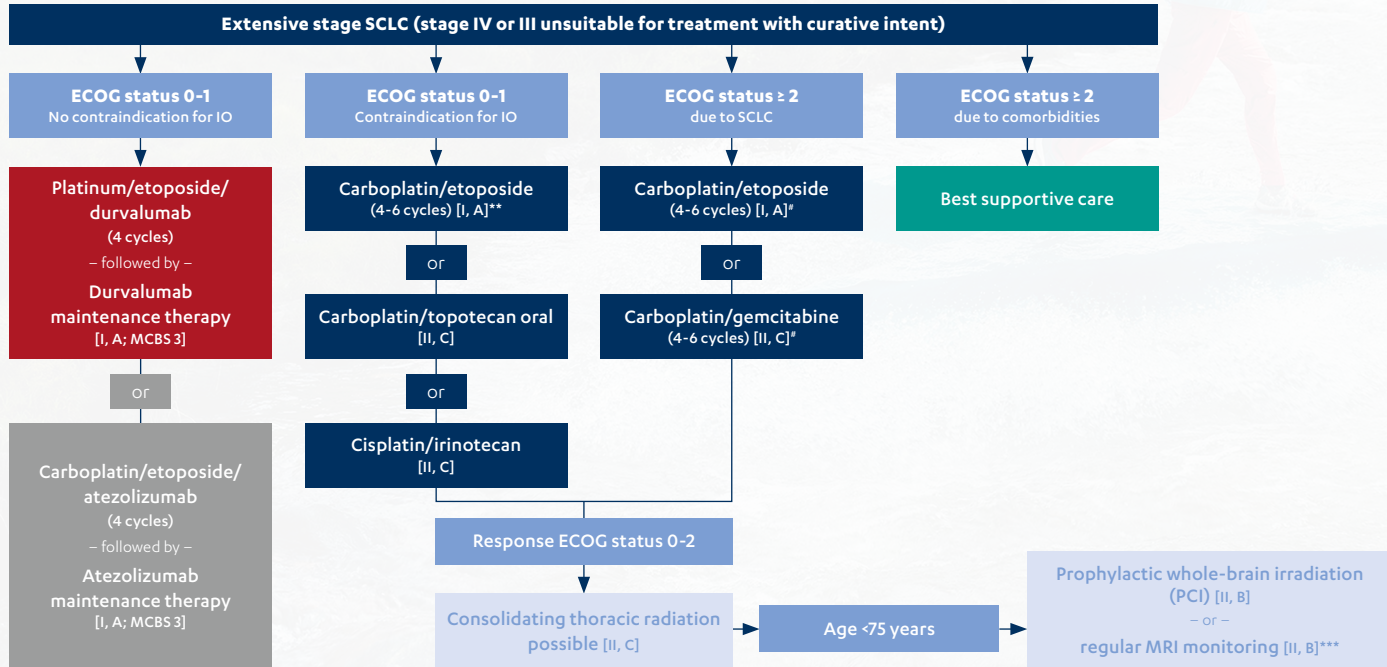 Extensive stage SCLC (stage IV or III unsuitable for treatment with curative intent)
ECOG status 0-1
No contraindication for IO
ECOG status 0-1
Contraindication for IO
ECOG status ≥ 2
due to SCLC
ECOG status ≥ 2
due to comorbidities
Platinum/etoposide/
durvalumab
(4 cycles)
– followed by –
Durvalumab
maintenance therapy
[I, A; MCBS 3]
or
Carboplatin/etoposide/
atezolizumab
(4 cycles)
– followed by –
Atezolizumab
maintenance therapy
[I, A; MCBS 3]
Carboplatin/etoposide
(4-6 cycles) [I, A]**
or
Carboplatin/topotecan oral
[II, C]
or
Cisplatin/irinotecan
[II, C]
Carboplatin/etoposide
(4-6 cycles) [I, A]#
or
Carboplatin/gemcitabine
(4-6 cycles) [II, C]#
Best supportive care
Response ECOG status 0-2
Consolidating thoracic radiation
possible [II, C]
Age <75 years
Prophylactic whole-brain irradiation
(PCI) [II, B]
– or –
regular MRI monitoring [II, B]***